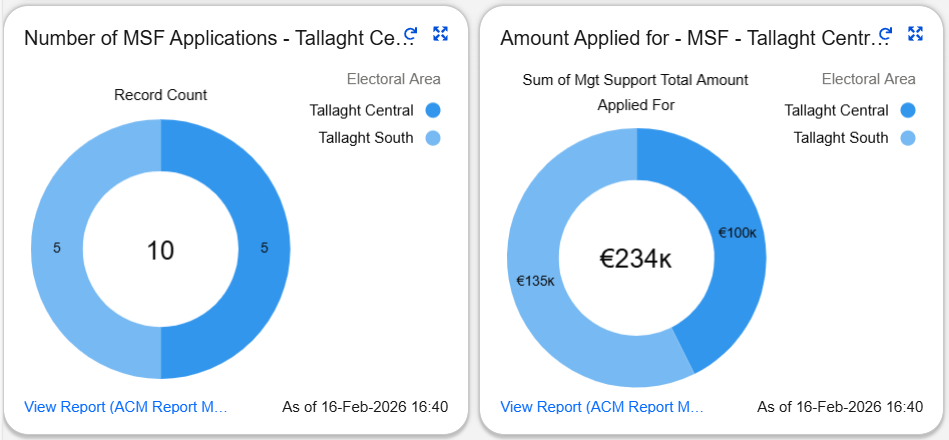 Number of MSF Applications - Tallaght Ce...
Record Count
Electoral Area
Tallaght Central
Tallaght South
5
10
5
View Report (ACM Report M...
As of 16-Feb-2026 16:40
Amount Applied for - MSF - Tallaght Centr...
Sum of Mgt Support Total Amount
Applied For
Electoral Area
Tallaght Central
Tallaght South
€100K
€234K
€135K
View Report (ACM Report M...
As of 16-Feb-2026 16:40